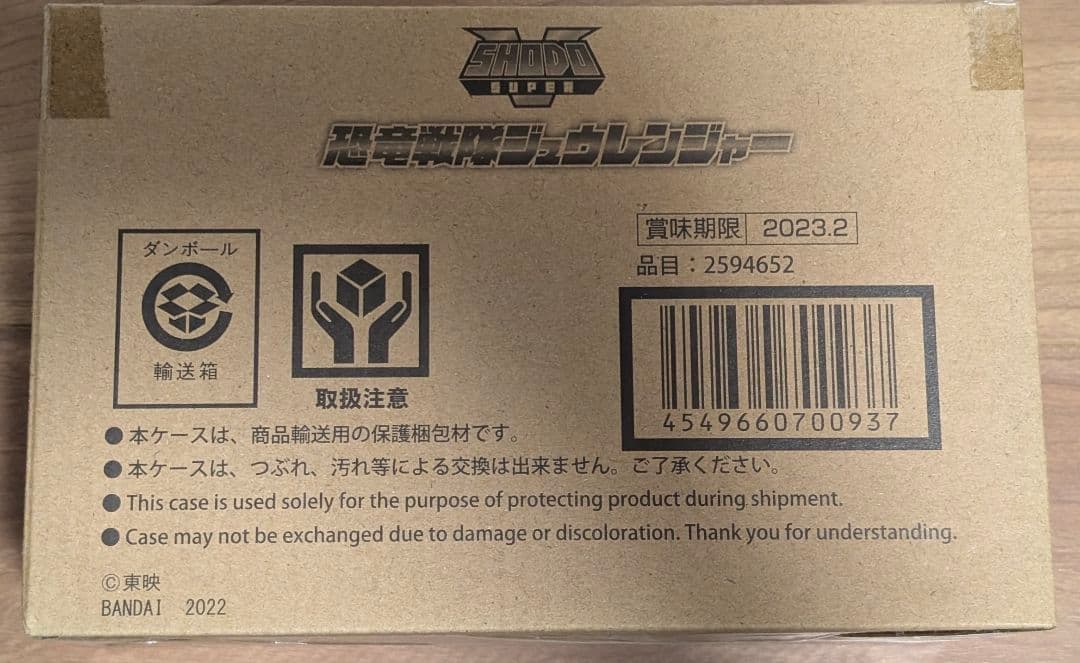 SHODO
SUPER
恐竜戦隊ジュウレンジャー
賞味期限 2023.2
品目：2594652
ダンボール
輸送箱
取扱注意
4549660700937
●本ケースは、商品輸送用の保護梱包材です。
●本ケースは、つぶれ、汚れ等による交換は出来ません。ご了承ください。
●This case is used solely for the purpose of protecting product during shipment.
●Case may not be exchanged due to damage or discoloration. Thank you for understanding.
©東映
BANDAI 2022